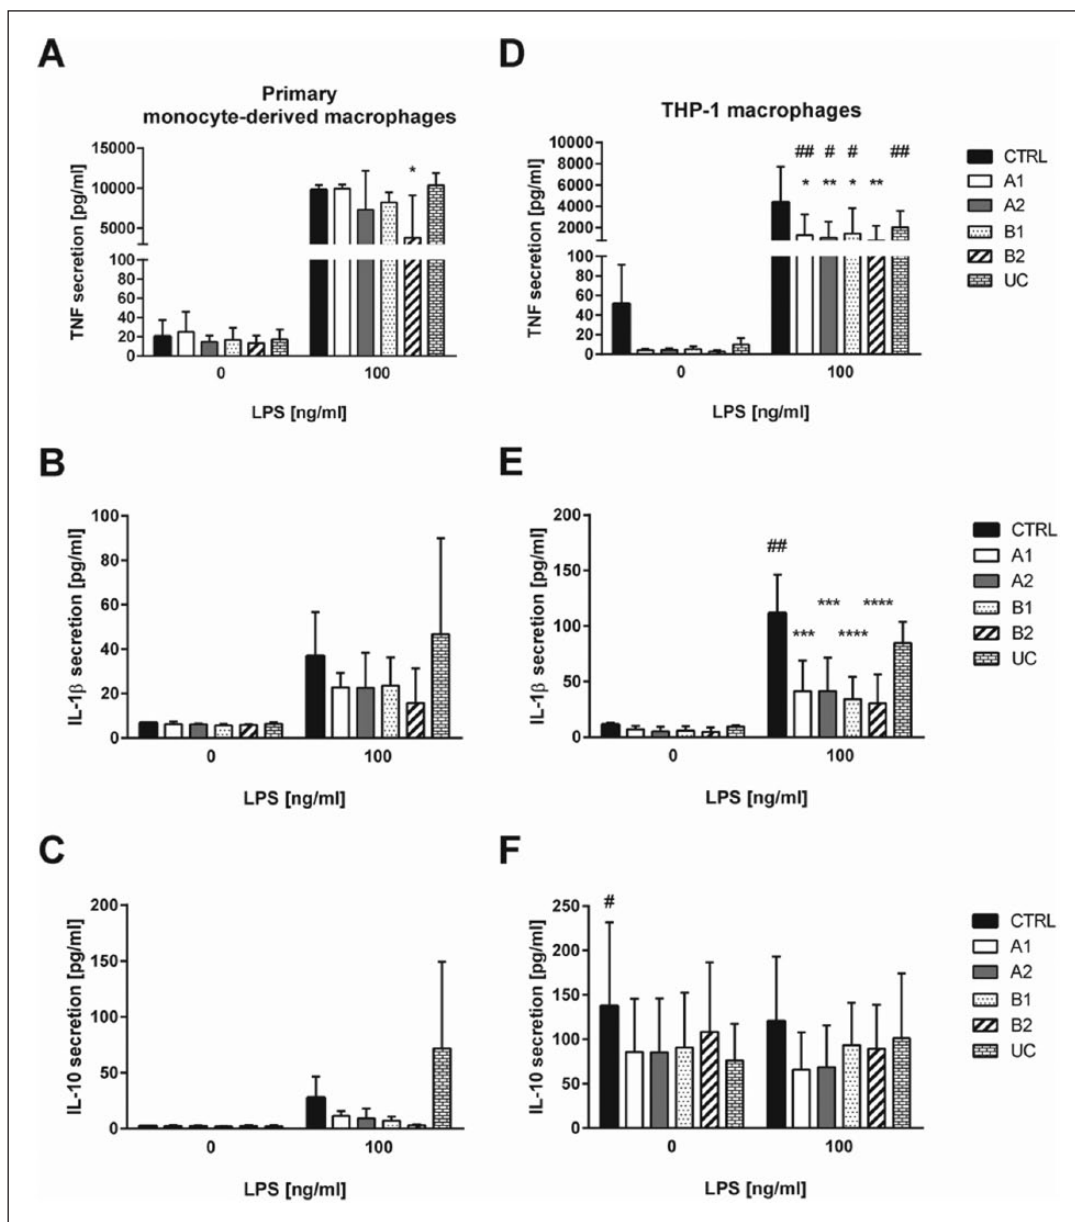 A
Primary
monocyte-derived macrophages
TNF secretion [pg/ml]
15000
10000
5000
100
80
60
40
20
0
*
0
100
LPS [ng/ml]
D
THP-1 macrophages
TNF secretion [pg/ml]
10000
8000
6000
4000
2000
100
80
60
40
20
0
## # # ##
* ** * **
0
100
LPS [ng/ml]
CTRL
A1
A2
B1
B2
UC
B
IL-1β secretion [pg/ml]
100
80
60
40
20
0
0
100
LPS [ng/ml]
E
IL-1β secretion [pg/ml]
200
150
100
50
0
##
*** ****
*** ****
0
100
LPS [ng/ml]
CTRL
A1
A2
B1
B2
UC
C
IL-10 secretion [pg/ml]
200
150
100
50
0
0
100
LPS [ng/ml]
F
IL-10 secretion [pg/ml]
250
200
150
100
50
0
#
0
100
LPS [ng/ml]
CTRL
A1
A2
B1
B2
UC